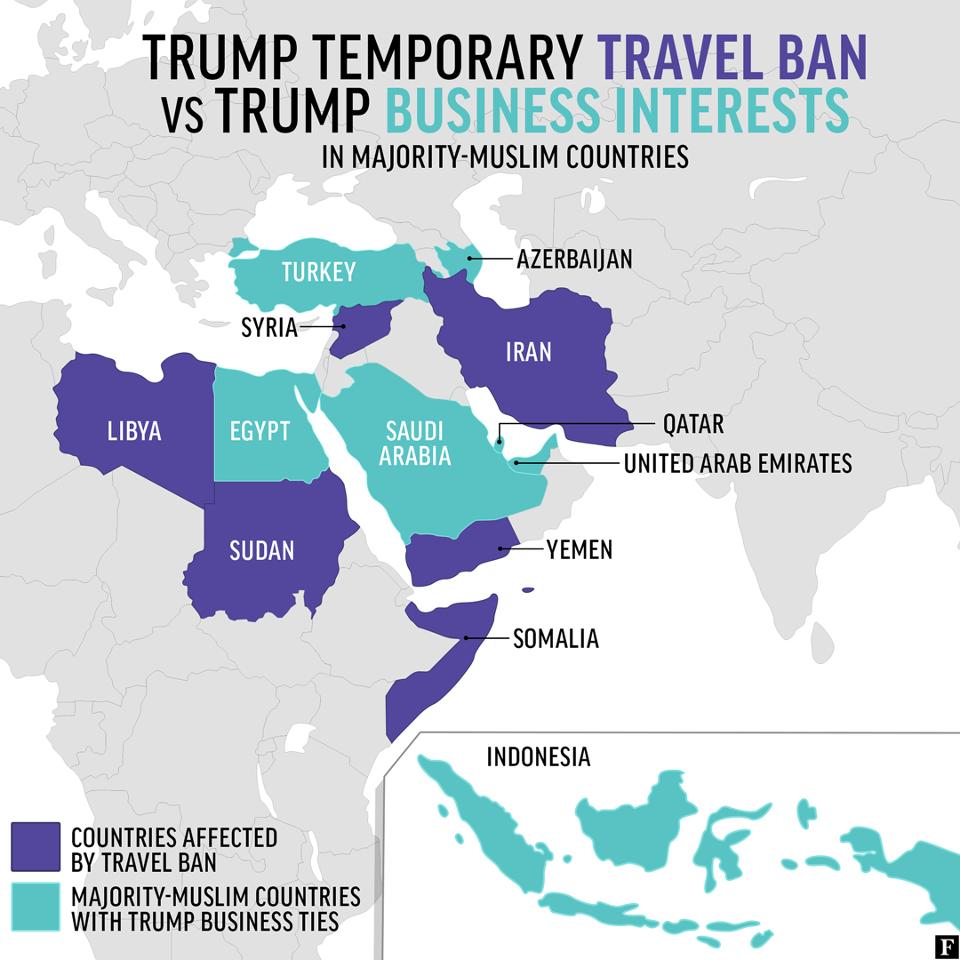 TRUMP TEMPORARY TRAVEL BAN
VS TRUMP BUSINESS INTERESTS
IN MAJORITY-MUSLIM COUNTRIES
AZERBAIJAN
TURKEY
SYRIA
IRAN
LIBYA
EGYPT
SAUDI
ARABIA
QATAR
UNITED ARAB EMIRATES
SUDAN
YEMEN
SOMALIA
INDONESIA
COUNTRIES AFFECTED
BY TRAVEL BAN
MAJORITY-MUSLIM COUNTRIES
WITH TRUMP BUSINESS TIES
F